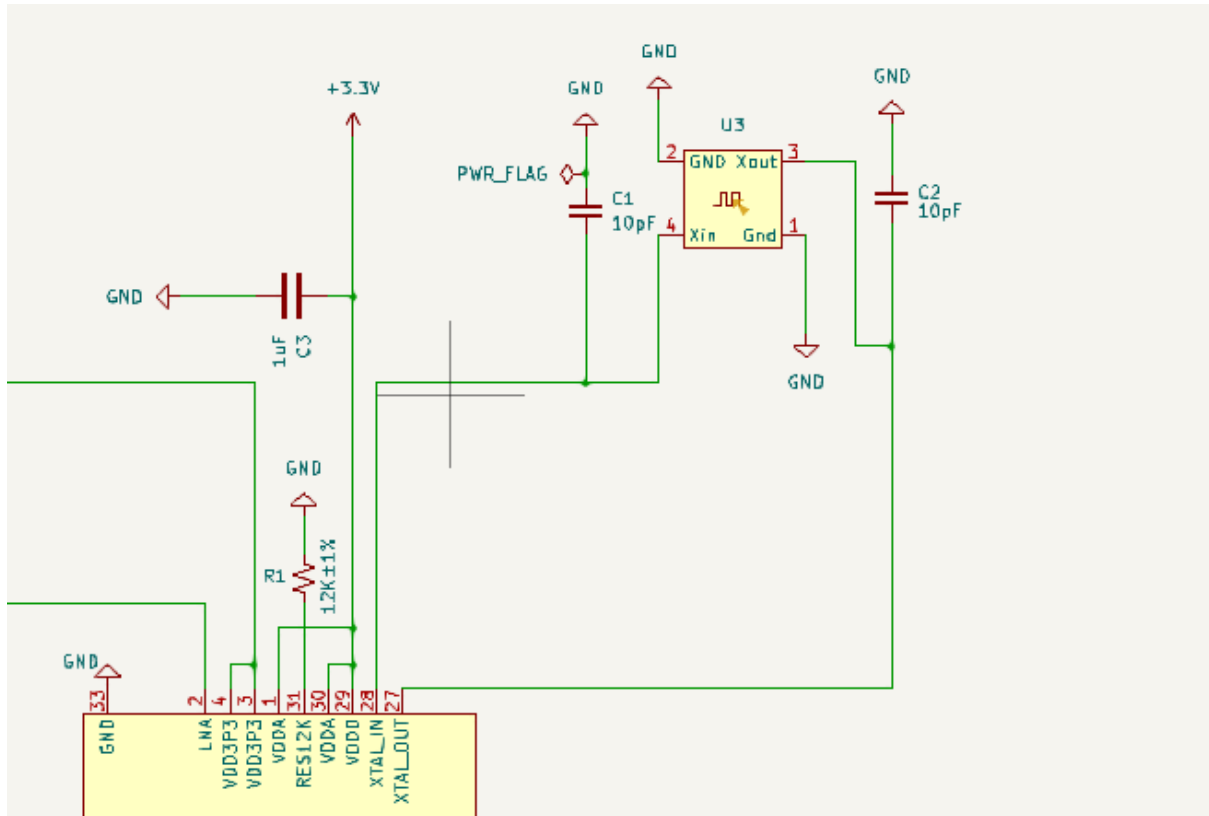 GND
GND
GND
+3.3V
U3
PWR_FLAG
2
GND Xout
3
C1
10pF
C2
10pF
4
Xin Gnd
1
GND
1uF
C3
GND
GND
R1
12K±1%
GND
33
2
4
3
1
31
30
29
28
27
GND
LNA
VDD3P3
VDD3P3
VDDA
RES12K
VDDA
VDDD
XTAL_IN
XTAL_OUT